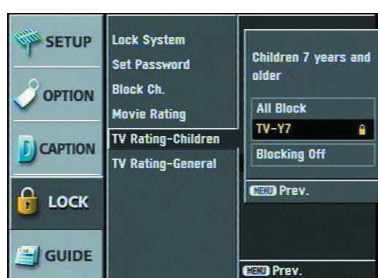 SETUP
OPTION
CAPTION
LOCK
GUIDE
Lock System
Set Password
Block Ch.
Movie Rating
TV Rating-Children
TV Rating-General
Children 7 years and
older
All Block
TV-Y7
Blocking Off
MENU Prev.
MENU Prev.